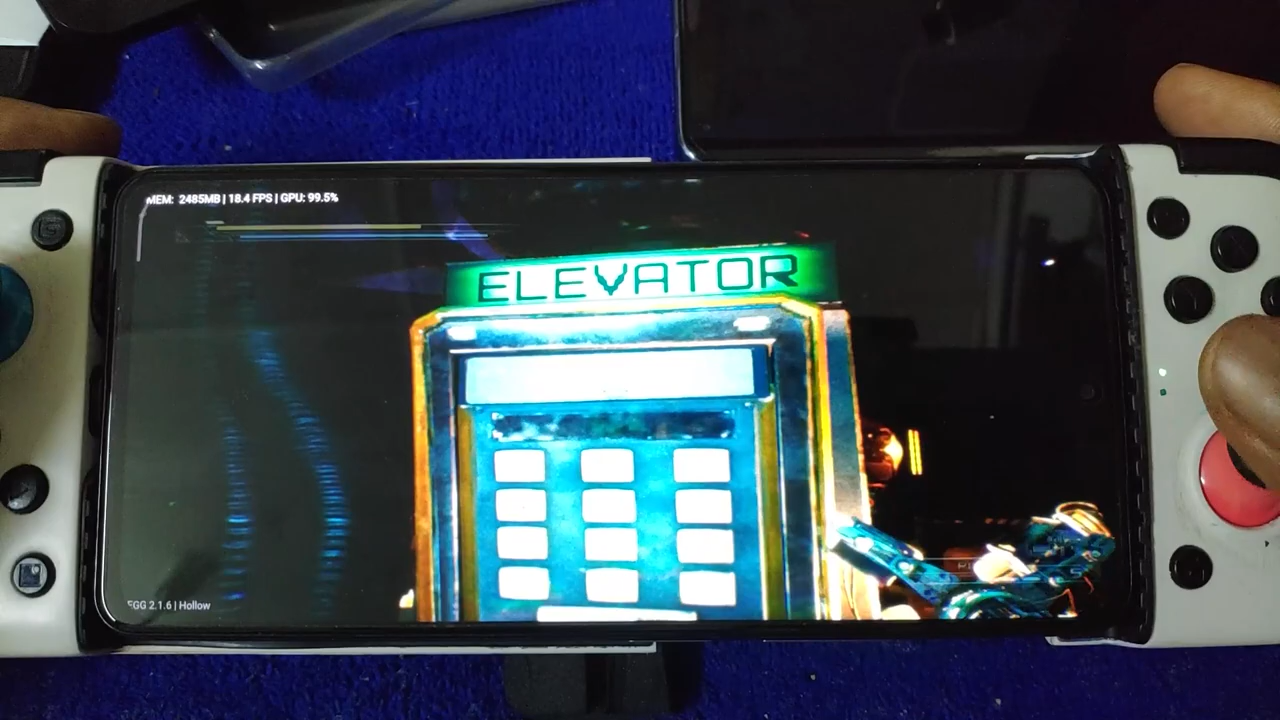 MEM: 2485MB | 18.4 FPS | GPU: 99.5%
ELEVATOR
EGG 2.1.6 | Hollow